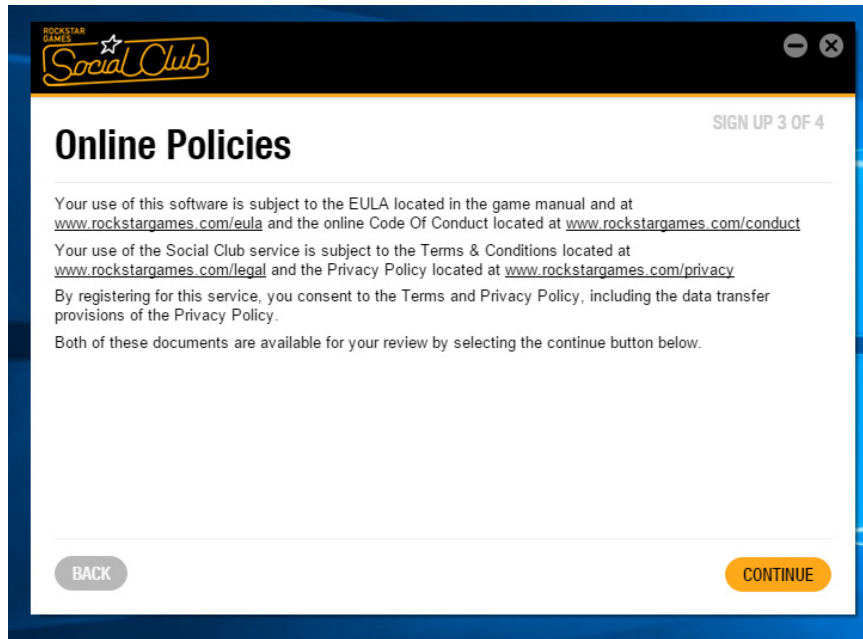 ROCKSTAR
GAMES
Social Club
Online Policies
SIGN UP 3 OF 4
Your use of this software is subject to the EULA located in the game manual and at
www.rockstargames.com/eula and the online Code Of Conduct located at www.rockstargames.com/conduct
Your use of the Social Club service is subject to the Terms & Conditions located at
www.rockstargames.com/legal and the Privacy Policy located at www.rockstargames.com/privacy
By registering for this service, you consent to the Terms and Privacy Policy, including the data transfer
provisions of the Privacy Policy.
Both of these documents are available for your review by selecting the continue button below.
BACK
CONTINUE